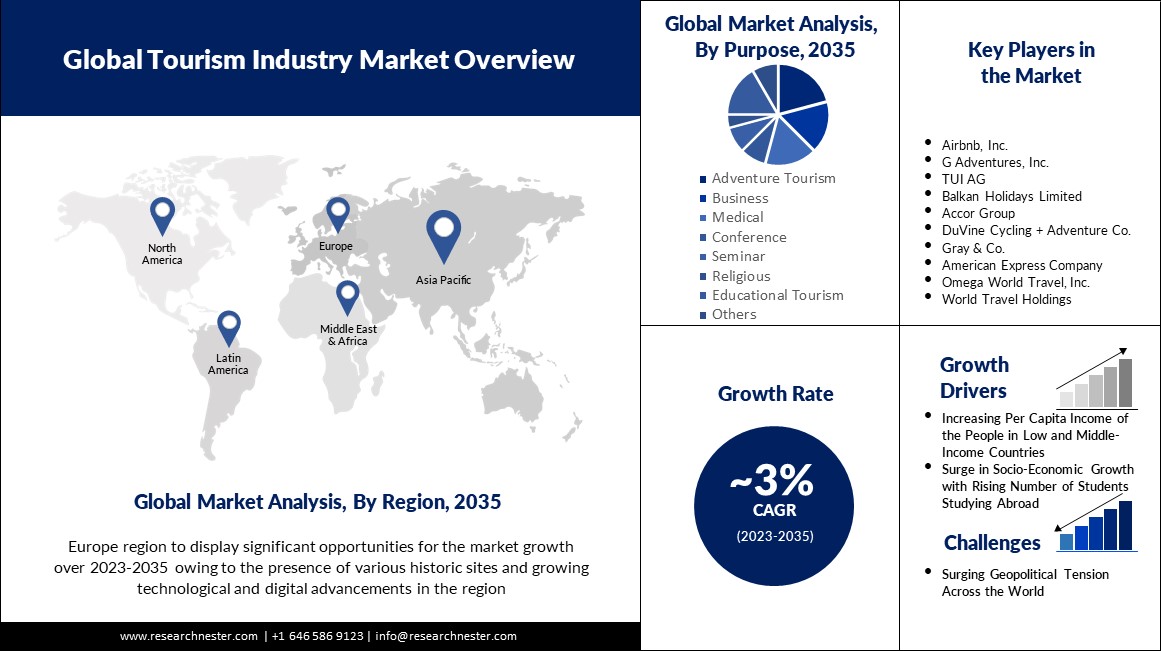 Global Tourism Industry Market Overview
North
America
Europe
Asia Pacific
Middle East
& Africa
Latin
America
Global Market Analysis, By Region, 2035
Europe region to display significant opportunities for the market growth
over 2023-2035 owing to the presence of various historic sites and growing
technological and digital advancements in the region
www.researchnester.com | +1 646 586 9123 | info@researchnester.com
Global Market Analysis,
By Purpose, 2035
Adventure Tourism
Business
Medical
Conference
Seminar
Religious
Educational Tourism
Others
Key Players in
the Market
• Airbnb, Inc.
• G Adventures, Inc.
• TUI AG
• Balkan Holidays Limited
• Accor Group
• DuVine Cycling + Adventure Co.
• Gray & Co.
• American Express Company
• Omega World Travel, Inc.
• World Travel Holdings
Growth Rate
~3%
CAGR
(2023-2035)
Growth
Drivers
• Increasing Per Capita Income of
the People in Low and Middle-
Income Countries
• Surge in Socio-Economic Growth
with Rising Number of Students
Studying Abroad
Challenges
• Surging Geopolitical Tension
Across the World